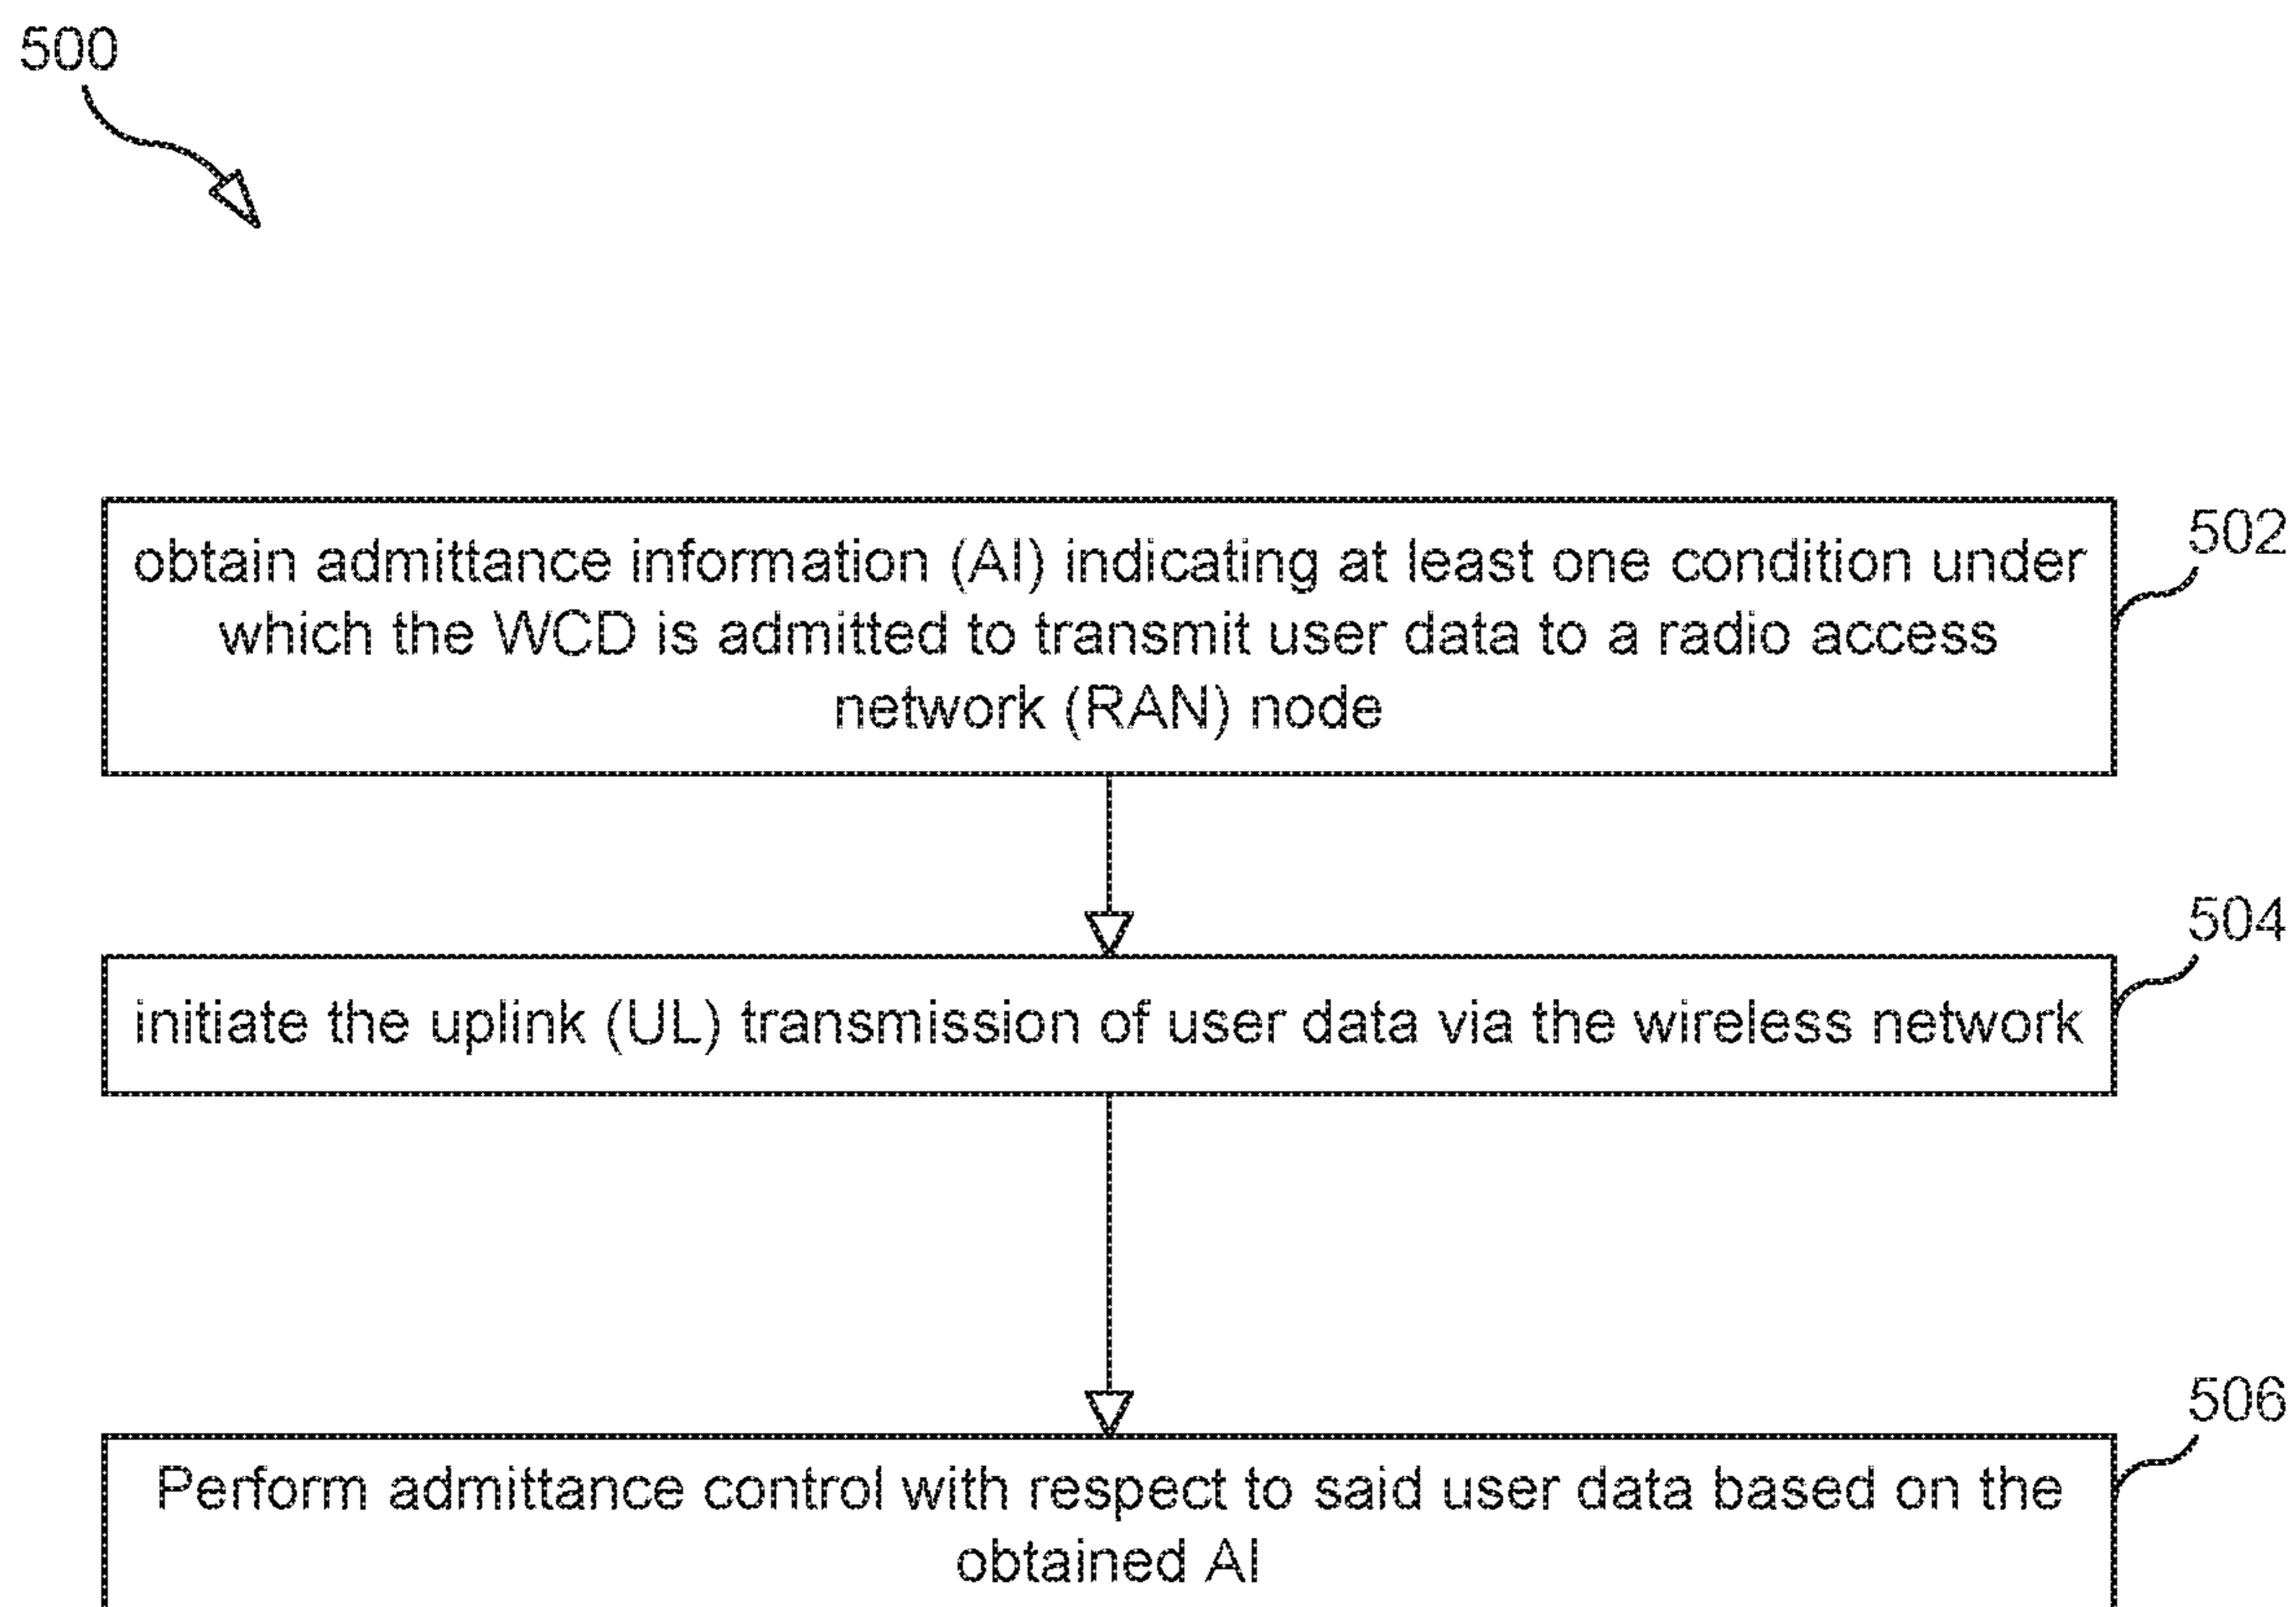 500
obtain admittance information (AI) indicating at least one condition under
which the WCD is admitted to transmit user data to a radio access
network (RAN) node
502
initiate the uplink (UL) transmission of user data via the wireless network
504
Perform admittance control with respect to said user data based on the
obtained AI
506